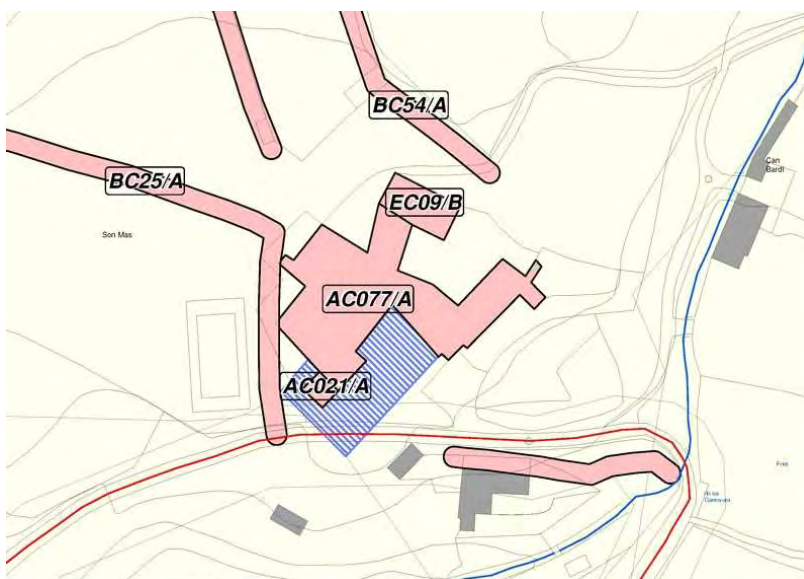 BC54/A
Can
Bardí
BC25/A
EC09/B
Son Mas
AC077/A
AC021/A